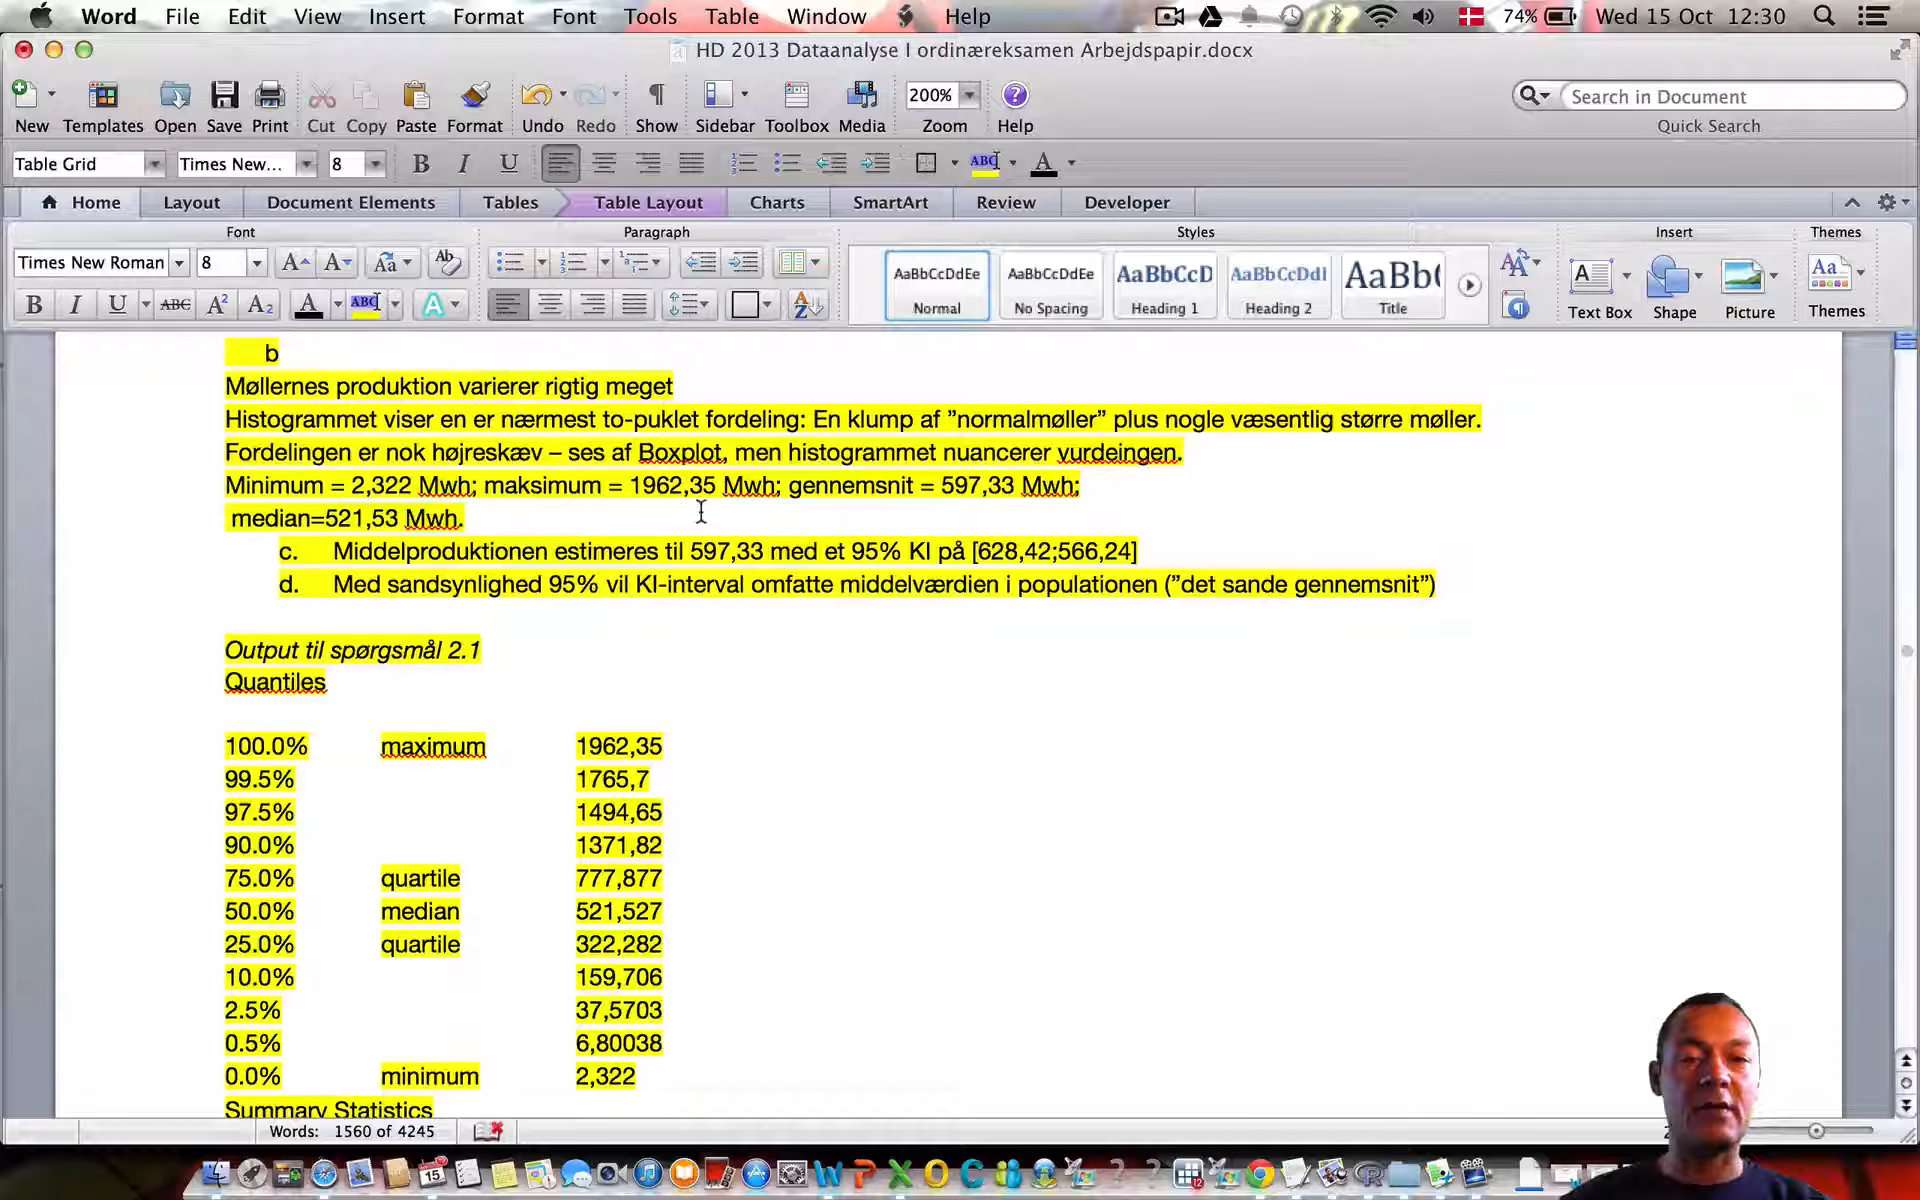 Word File Edit View Insert Format Font Tools Table Window Help 74% Wed 15 Oct 12:30
HD 2013 Dataanalyse I ordinæreksamen Arbejdspapir.docx
200% Search in Document
New Templates Open Save Print Cut Copy Paste Format Undo Redo Show Sidebar Toolbox Media Zoom Help Quick Search
Table Grid Times New... 8 B I U ABC A
Home Layout Document Elements Tables Table Layout Charts SmartArt Review Developer
Font Paragraph Styles Insert Themes
Times New Roman 8 A A Aa Ab AaBbCcDdEe AaBbCcDdEe AaBbCcD AaBbCcDdI AaBb( A Aa
B I U ABC A2 A2 A ABC A Normal No Spacing Heading 1 Heading 2 Title Text Box Shape Picture Themes
b
Møllernes produktion varierer rigtig meget
Histogrammet viser en er nærmest to-puklet fordeling: En klump af ”normalmøller” plus nogle væsentlig større møller.
Fordelingen er nok højreskæv – ses af Boxplot, men histogrammet nuancerer vurdeingen.
Minimum = 2,322 Mwh; maksimum = 1962,35 Mwh; gennemsnit = 597,33 Mwh;
median=521,53 Mwh.
c. Middelproduktionen estimeres til 597,33 med et 95% KI på [628,42;566,24]
d. Med sandsynlighed 95% vil KI-interval omfatte middelværdien i populationen (”det sande gennemsnit”)
Output til spørgsmål 2.1
Quantiles
100.0% maximum 1962,35
99.5% 1765,7
97.5% 1494,65
90.0% 1371,82
75.0% quartile 777,877
50.0% median 521,527
25.0% quartile 322,282
10.0% 159,706
2.5% 37,5703
0.5% 6,80038
0.0% minimum 2,322
Summary Statistics
Words: 1560 of 4245